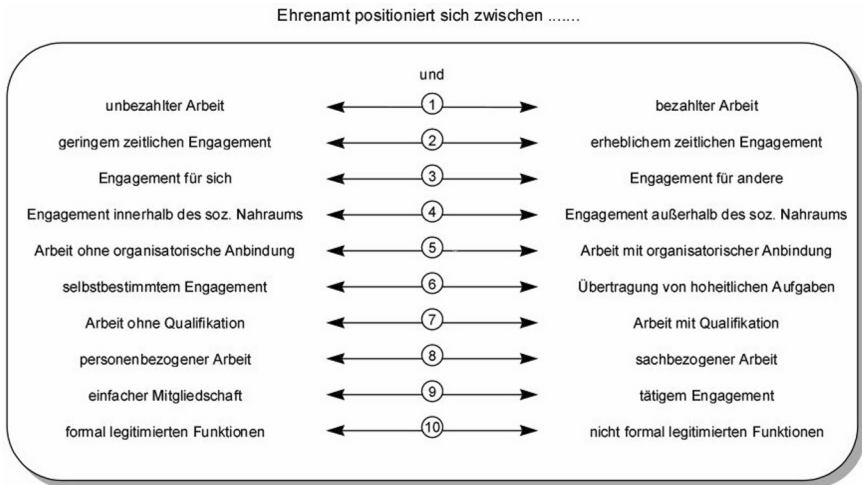 Ehrenamt positioniert sich zwischen .......
und
unbezahlter Arbeit 1 bezahlter Arbeit
geringem zeitlichen Engagement 2 erheblichem zeitlichen Engagement
Engagement für sich 3 Engagement für andere
Engagement innerhalb des soz. Nahraums 4 Engagement außerhalb des soz. Nahraums
Arbeit ohne organisatorische Anbindung 5 Arbeit mit organisatorischer Anbindung
selbstbestimmtem Engagement 6 Übertragung von hoheitlichen Aufgaben
Arbeit ohne Qualifikation 7 Arbeit mit Qualifikation
personenbezogener Arbeit 8 sachbezogener Arbeit
einfacher Mitgliedschaft 9 tätigem Engagement
formal legitimierten Funktionen 10 nicht formal legitimierten Funktionen